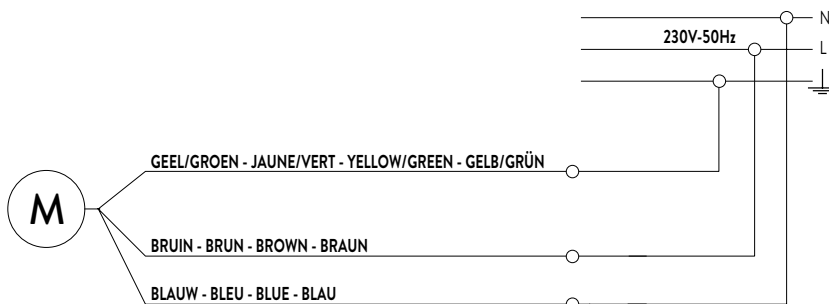 N
230V-50Hz
L
GEEL/GROEN - JAUNE/VERT - YELLOW/GREEN - GELB/GRÜN
M
BRUIN - BRUN - BROWN - BRAUN
BLAUW - BLEU - BLUE - BLAU